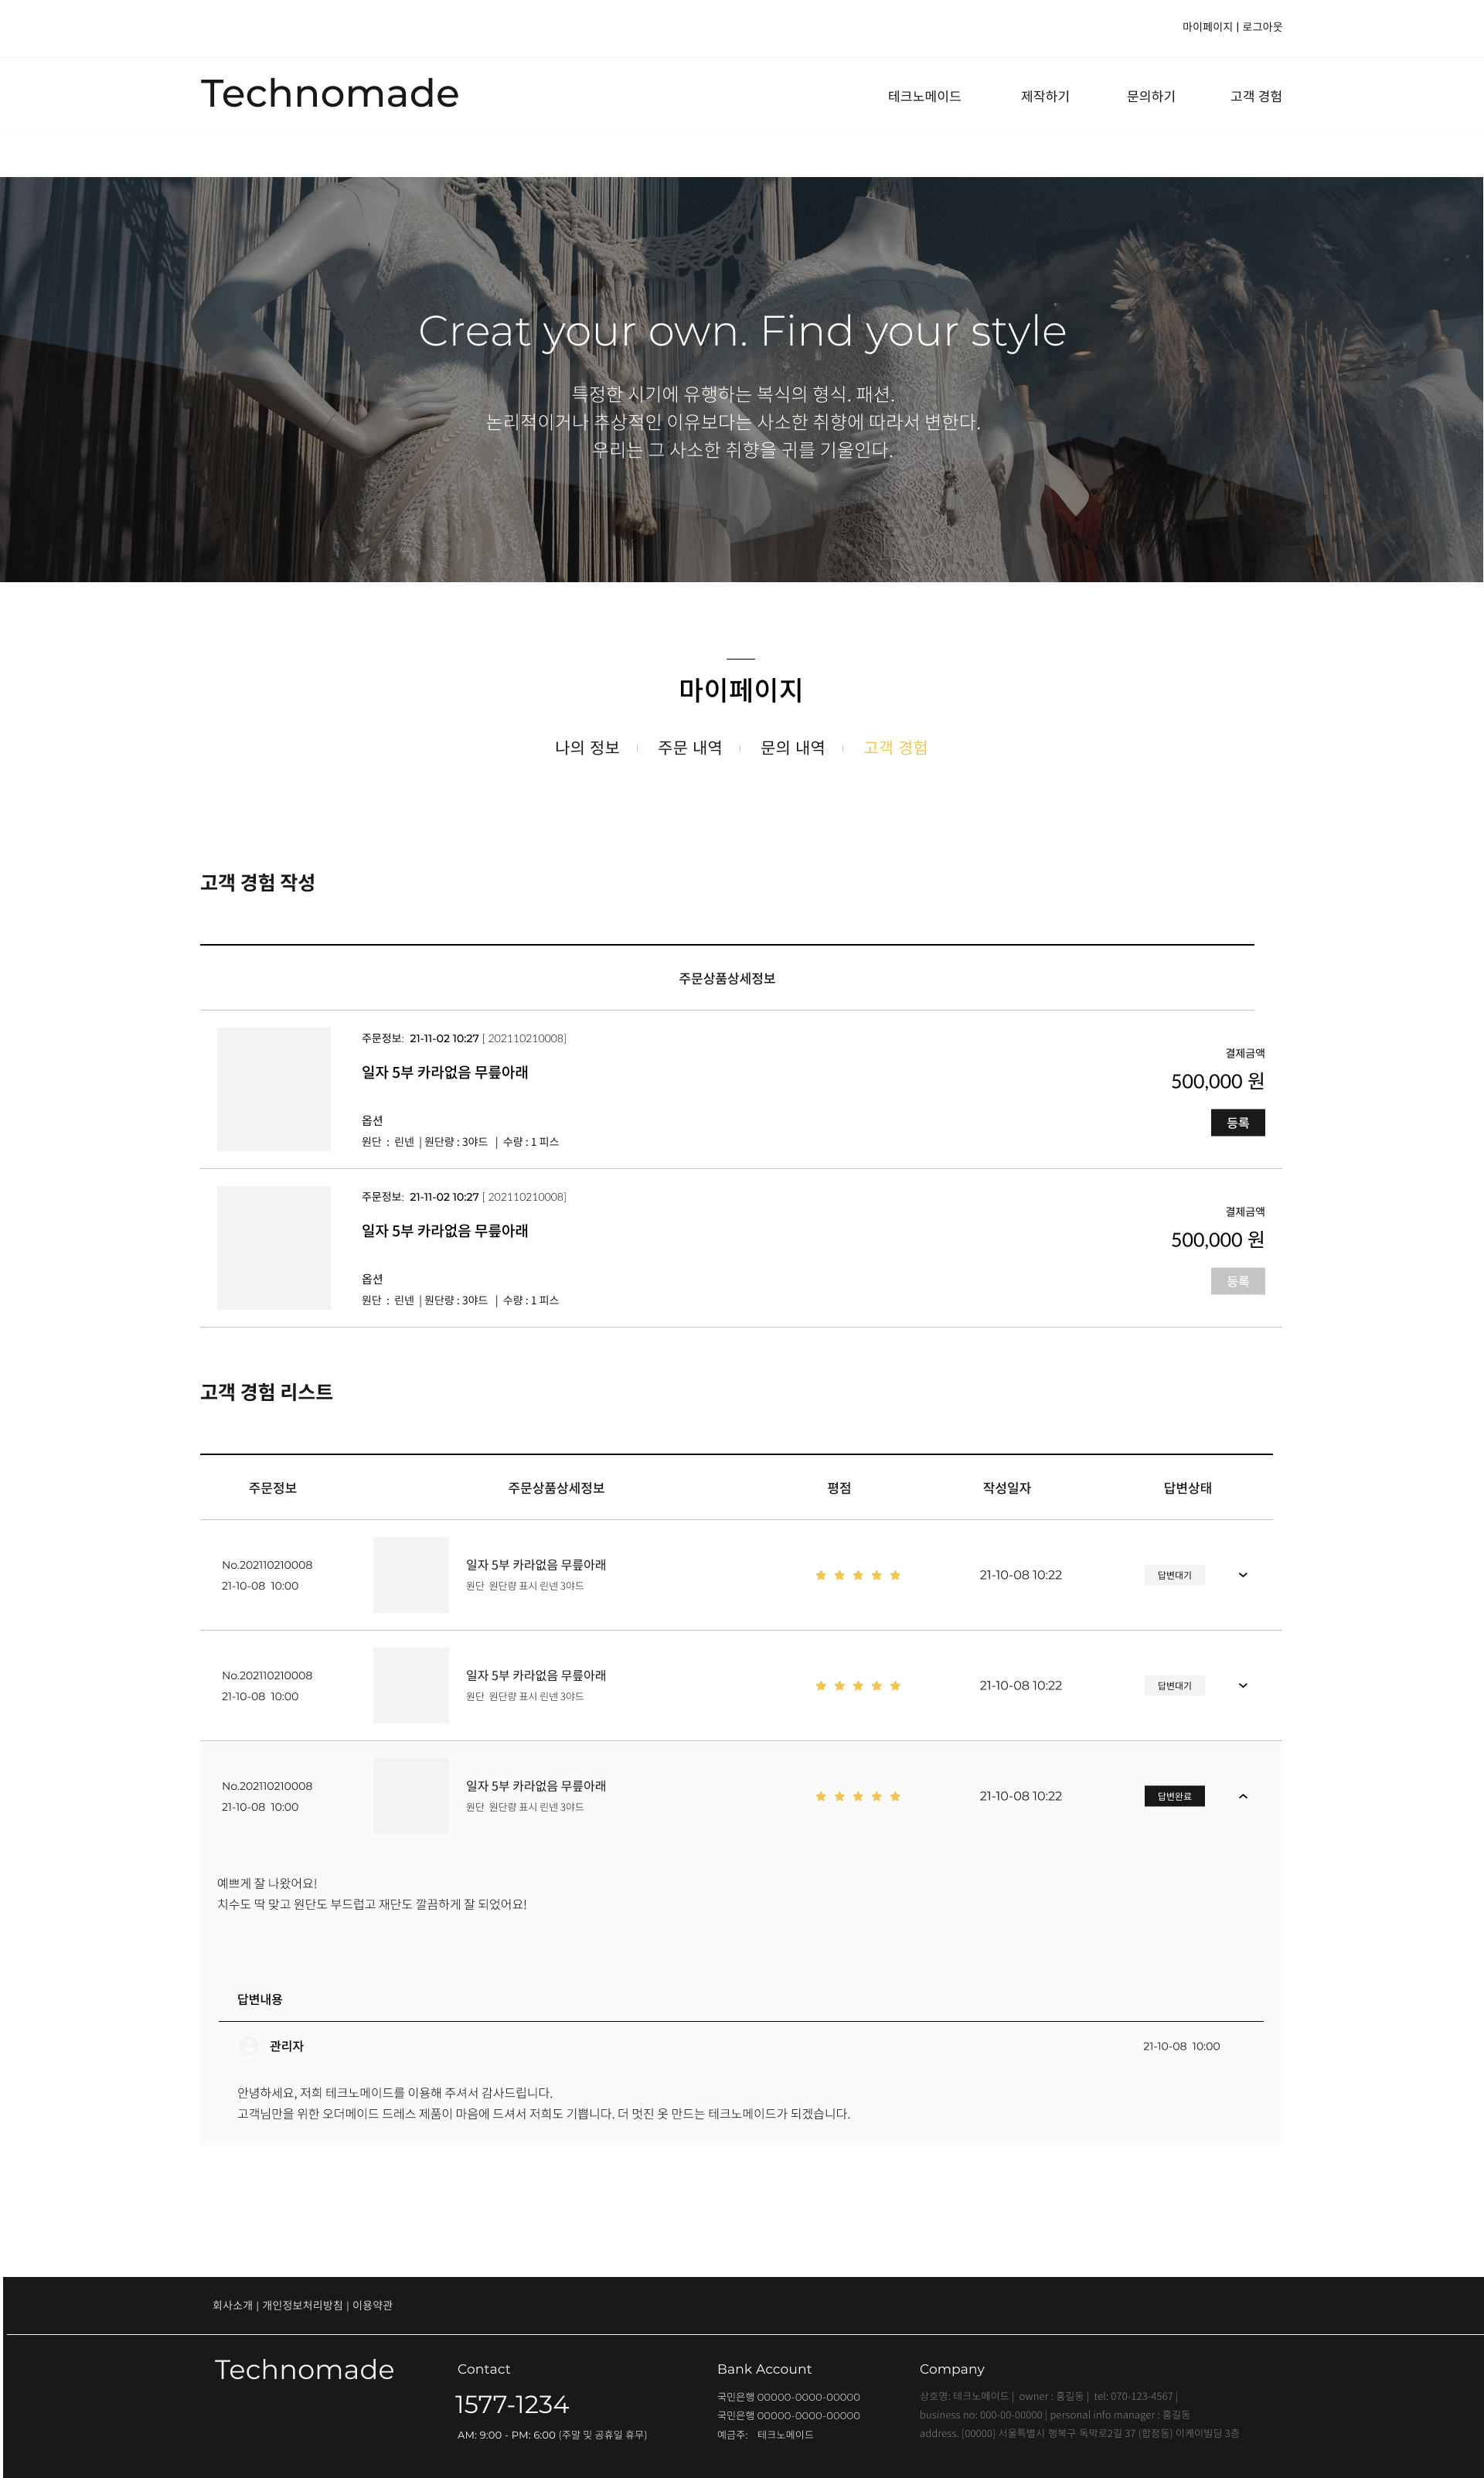 마이페이지 | 로그아웃
Technomade
테크노메이드 제작하기 문의하기 고객 경험
Creat your own. Find your style
특정한 시기에 유행하는 복식의 형식. 패션.
논리적이거나 추상적인 이유보다는 사소한 취향에 따라서 변한다.
우리는 그 사소한 취향을 귀를 기울인다.
마이페이지
나의 정보 | 주문 내역 | 문의 내역 | 고객 경험
고객 경험 작성
주문상품상세정보
주문정보: 21-11-02 10:27 [ 202110210008]
일자 5부 카라없음 무릎아래
옵션
원단 : 린넨 | 원단량 : 3야드 | 수량 : 1 피스
결제금액
500,000 원
등록
주문정보: 21-11-02 10:27 [ 202110210008]
일자 5부 카라없음 무릎아래
옵션
원단 : 린넨 | 원단량 : 3야드 | 수량 : 1 피스
결제금액
500,000 원
등록
고객 경험 리스트
주문정보 주문상품상세정보 평점 작성일자 답변상태
No.202110210008
21-10-08 10:00
일자 5부 카라없음 무릎아래
원단 원단량 표시 린넨 3야드
21-10-08 10:22
답변대기
No.202110210008
21-10-08 10:00
일자 5부 카라없음 무릎아래
원단 원단량 표시 린넨 3야드
21-10-08 10:22
답변대기
No.202110210008
21-10-08 10:00
일자 5부 카라없음 무릎아래
원단 원단량 표시 린넨 3야드
21-10-08 10:22
답변완료
예쁘게 잘 나왔어요!
치수도 딱 맞고 원단도 부드럽고 재단도 깔끔하게 잘 되었어요!
답변내용
관리자 21-10-08 10:00
안녕하세요, 저희 테크노메이드를 이용해 주셔서 감사드립니다.
고객님만을 위한 오더메이드 드레스 제품이 마음에 드셔서 저희도 기쁩니다. 더 멋진 옷 만드는 테크노메이드가 되겠습니다.
회사소개 | 개인정보처리방침 | 이용약관
Technomade
Contact
1577-1234
AM: 9:00 - PM: 6:00 (주말 및 공휴일 휴무)
Bank Account
국민은행 00000-0000-00000
국민은행 00000-0000-00000
예금주: 테크노메이드
Company
상호명: 테크노메이드 | owner : 홍길동 | tel: 070-123-4567 |
business no: 000-00-00000 | personal info manager : 홍길동
address. [00000] 서울특별시 행복구 독막로2길 37 (합정동) 이케이빌딩 3층